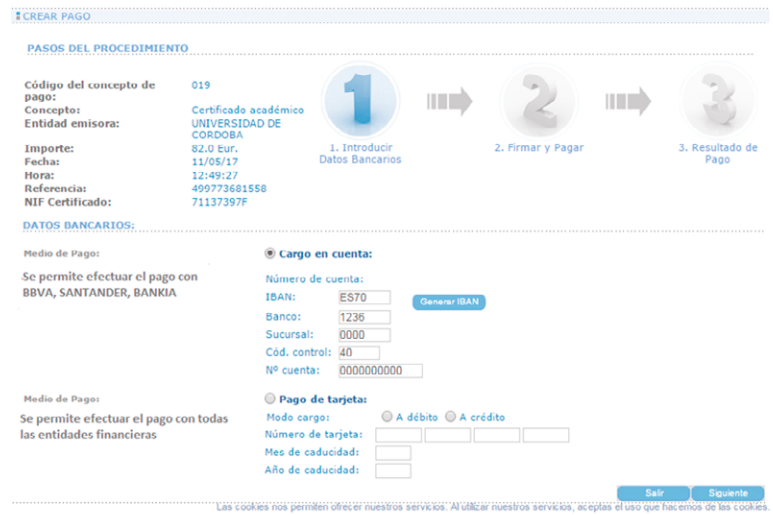 CREAR PAGO
PASOS DEL PROCEDIMIENTO
Código del concepto de pago: 019
Concepto: Certificado académico
Entidad emisora: UNIVERSIDAD DE CORDOBA
Importe: 82.0 Eur.
Fecha: 11/05/17
Hora: 12:49:27
Referencia: 499773681558
NIF Certificado: 71137397F
1
1. Introducir
Datos Bancarios
2
2. Firmar y Pagar
3
3. Resultado de
Pago
DATOS BANCARIOS:
Medio de Pago:
Se permite efectuar el pago con
BBVA, SANTANDER, BANKIA
Cargo en cuenta:
Número de cuenta:
IBAN: ES70 Generar IBAN
Banco: 1236
Sucursal: 0000
Cód. control: 40
Nº cuenta: 0000000000
Medio de Pago:
Se permite efectuar el pago con todas
las entidades financieras
Pago de tarjeta:
Modo cargo: A débito A crédito
Número de tarjeta:
Mes de caducidad:
Año de caducidad:
Salir Siguiente
Las cookies nos permiten ofrecer nuestros servicios. Al utilizar nuestros servicios, aceptas el uso que hacemos de las cookies.